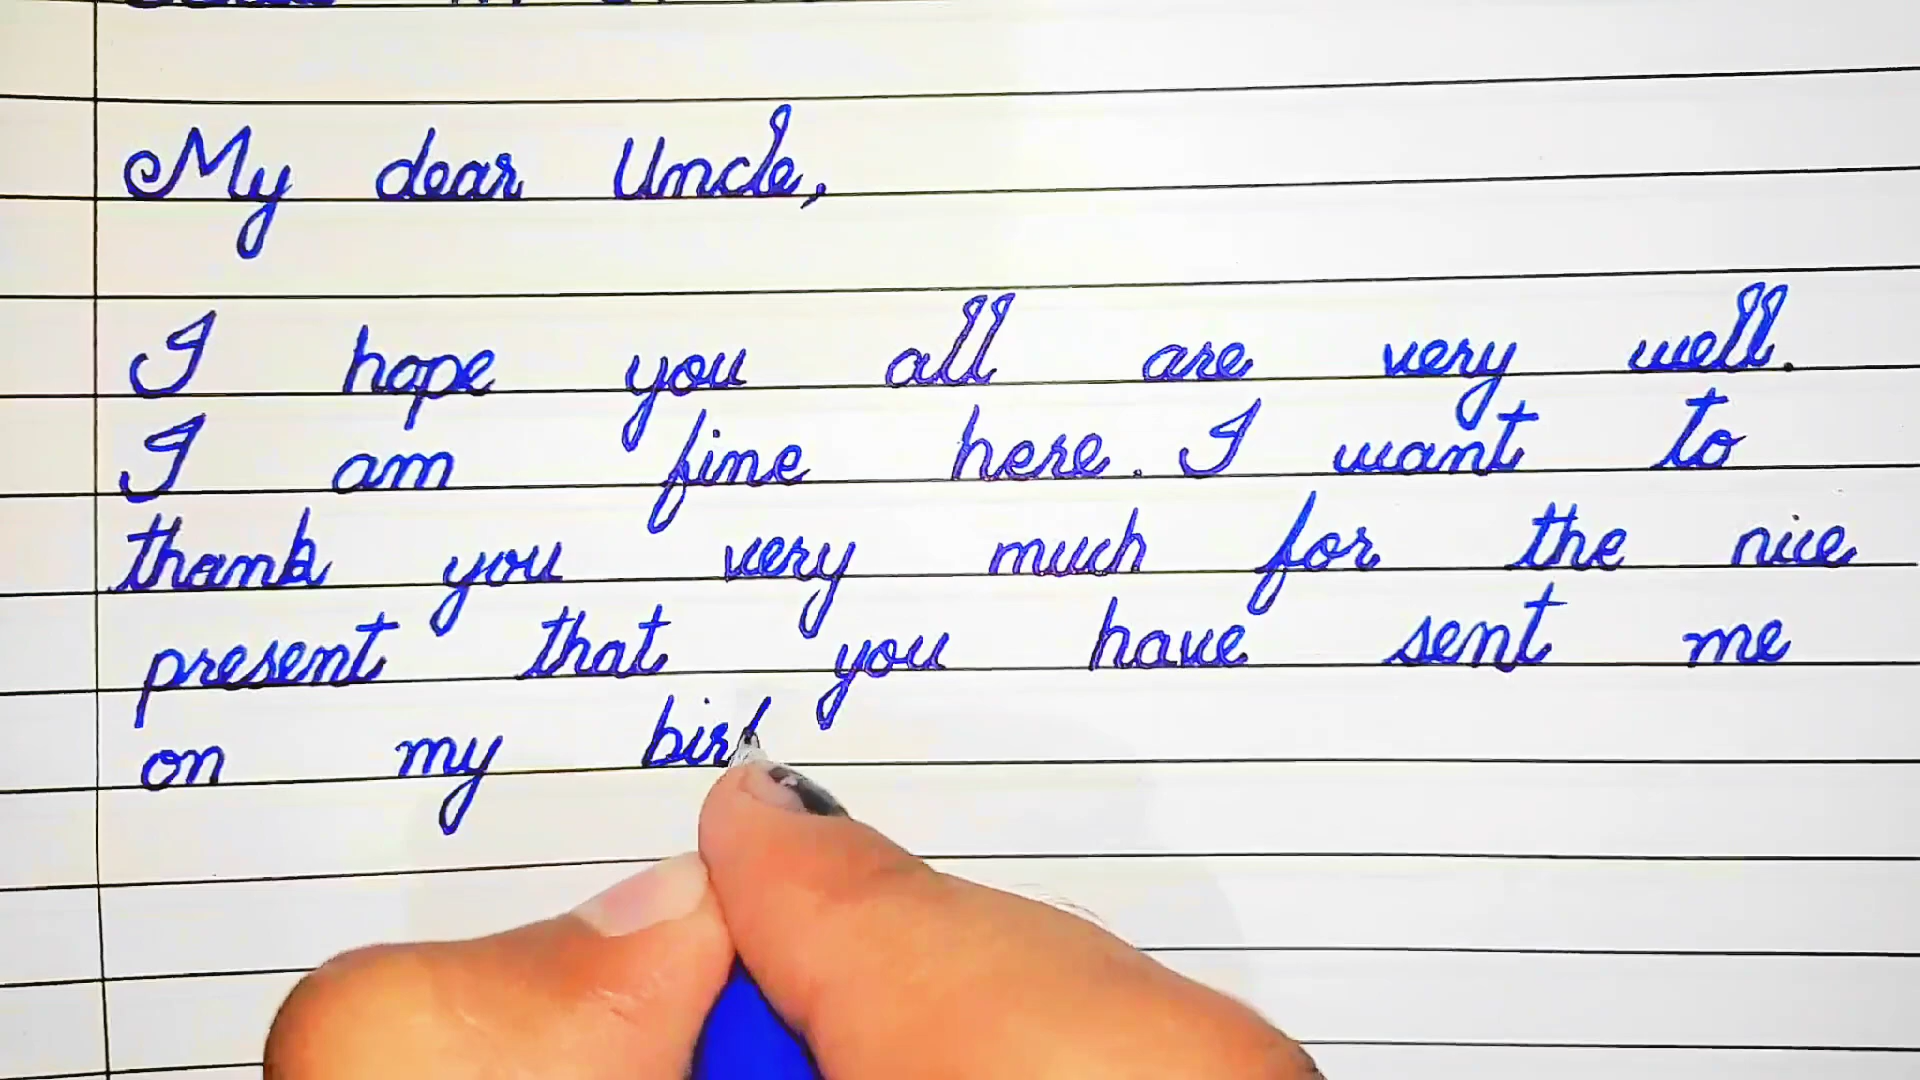 My dear Uncle,
I hope you all are very well.
I am fine here. I want to
thank you very much for the nice
present that you have sent me
on my birt